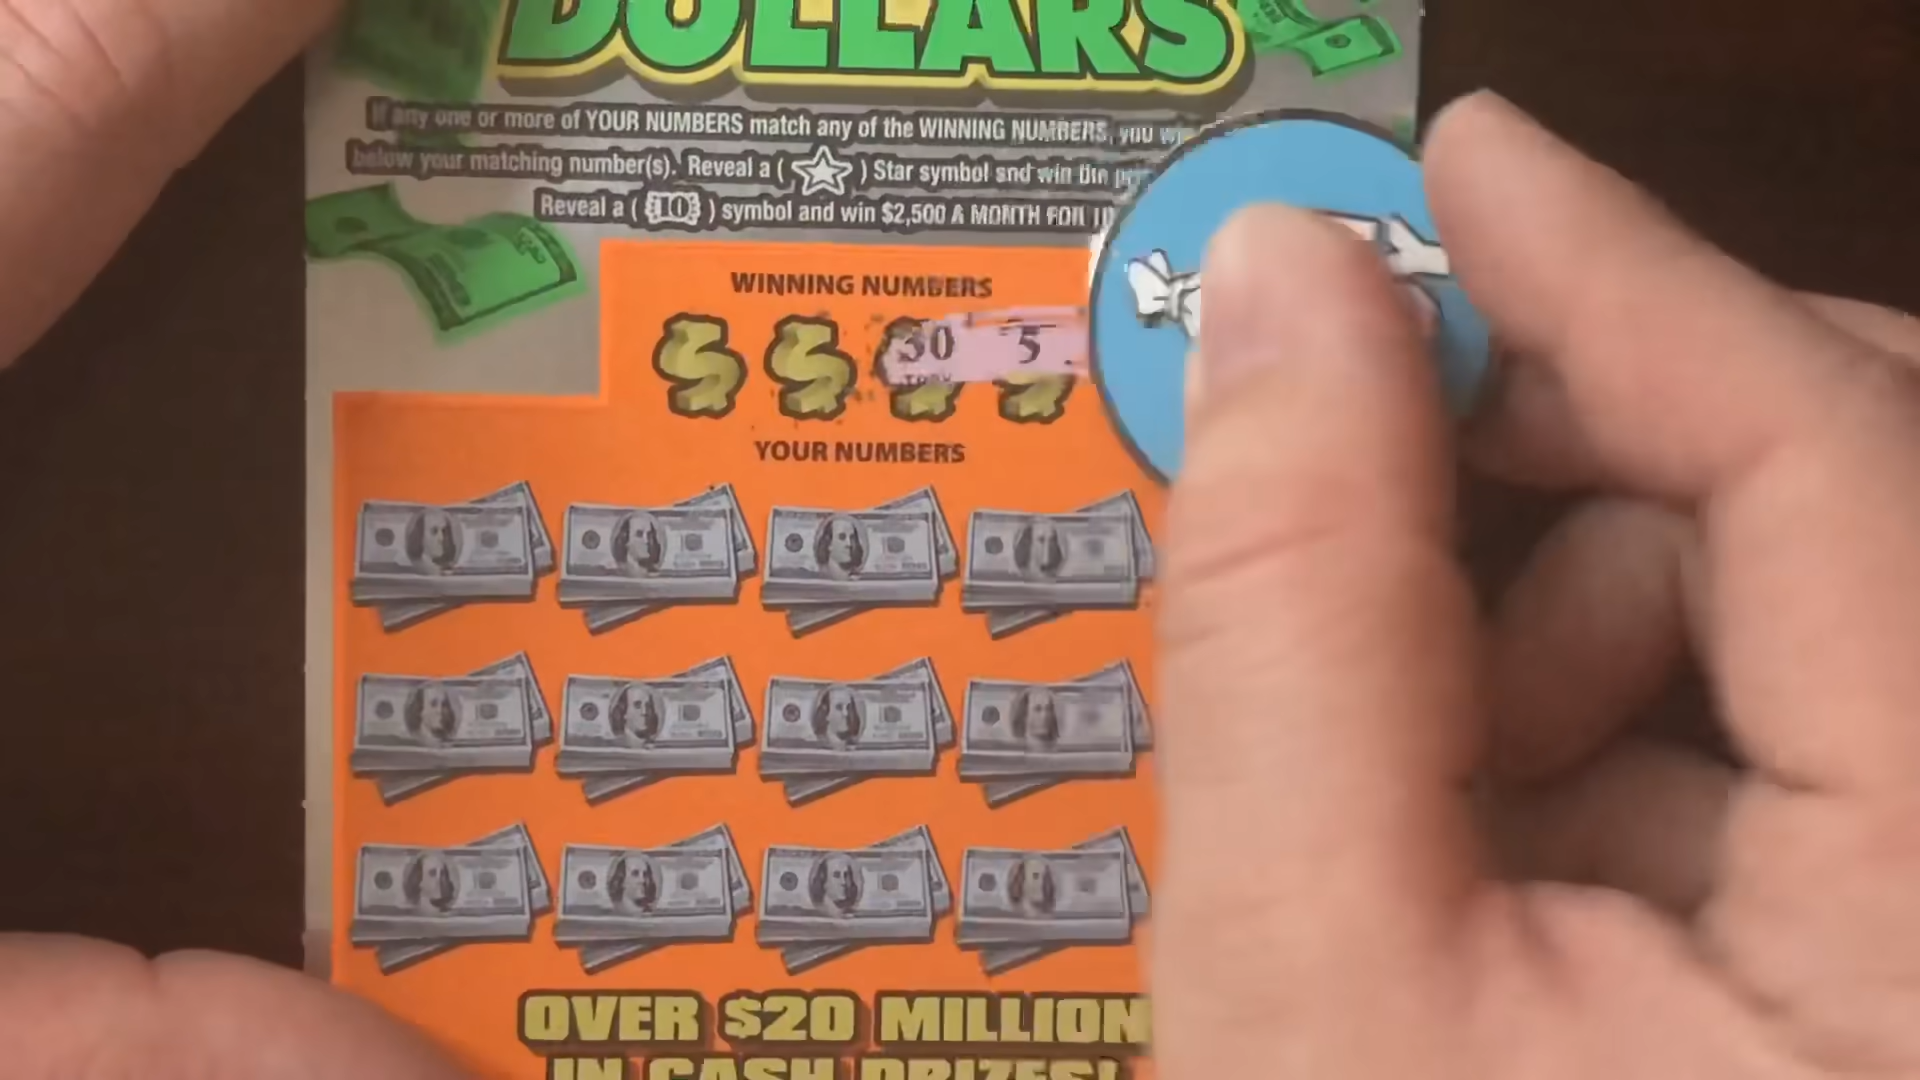 DOLLARS
If any one or more of YOUR NUMBERS match any of the WINNING NUMBERS, you
below your matching number(s). Reveal a ( ) Star symbol and win the
Reveal a ( 10 ) symbol and win $2,500 A MONTH FOR
WINNING NUMBERS
30 5
YOUR NUMBERS
OVER $20 MILLION
IN CASH PRIZES!